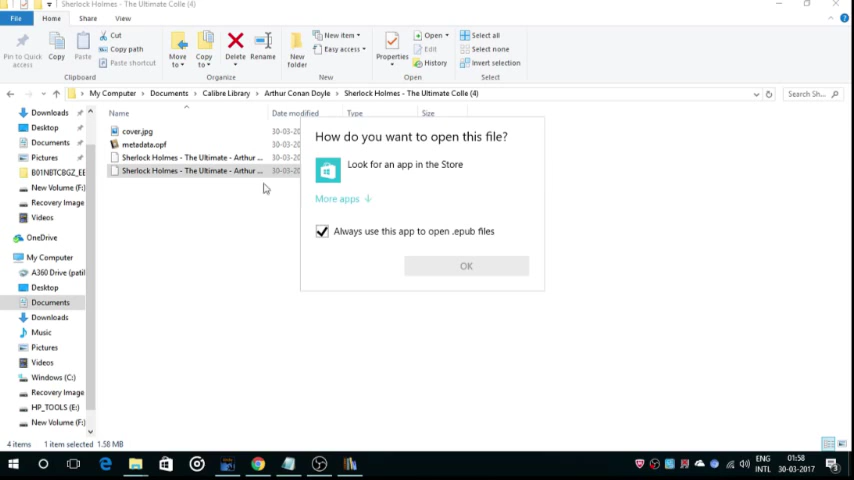 Sherlock Holmes - The Ultimate Colle (4)
File Home Share View
Pin to Quick access
Copy
Paste
Cut
Copy path
Paste shortcut
Clipboard
Move to
Copy to
Delete
Rename
Organize
New folder
New item
Easy access
New
Properties
Open
Edit
History
Open
Select all
Select none
Invert selection
Select
My Computer Documents Calibre Library Arthur Conan Doyle Sherlock Holmes - The Ultimate Colle (4)
Search Sh...
Name Date modified Type Size
Downloads
Desktop
Documents
Pictures
B01NBTCBGZ_EE
New Volume (F:)
Recovery Image
Videos
OneDrive
My Computer
A360 Drive (patil
Desktop
Documents
Downloads
Music
Pictures
Videos
Windows (C:)
Recovery Image
HP_TOOLS (E:)
New Volume (F:)
cover.jpg 30-03-20
metadata.opf 30-03-20
Sherlock Holmes - The Ultimate - Arthur ... 30-03-20
Sherlock Holmes - The Ultimate - Arthur ... 30-03-20
How do you want to open this file?
Look for an app in the Store
More apps
Always use this app to open .epub files
OK
4 items 1 item selected 1.58 MB
ENG
INTL
01:58
30-03-2017
3